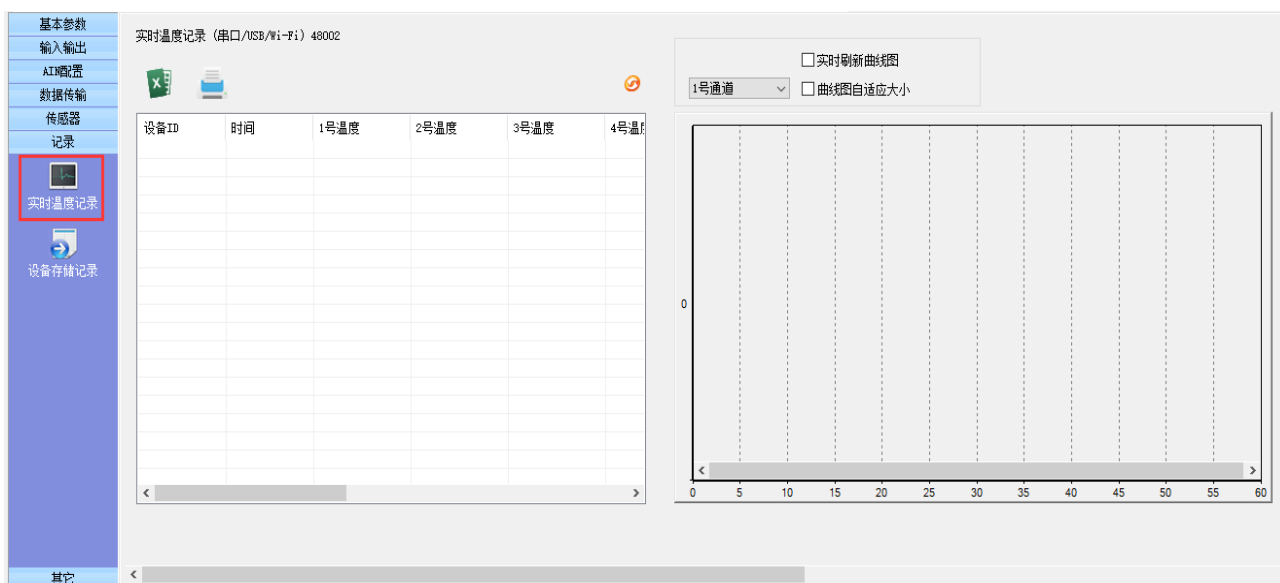 基本参数
输入输出
AIN配置
数据传输
传感器
记录
实时温度记录
设备存储记录
其它
实时温度记录 (串口/USB/Wi-Fi) 48002
设备ID 时间 1号温度 2号温度 3号温度 4号温
1号通道
实时刷新曲线图
曲线图自适应大小
0
0 5 10 15 20 25 30 35 40 45 50 55 60